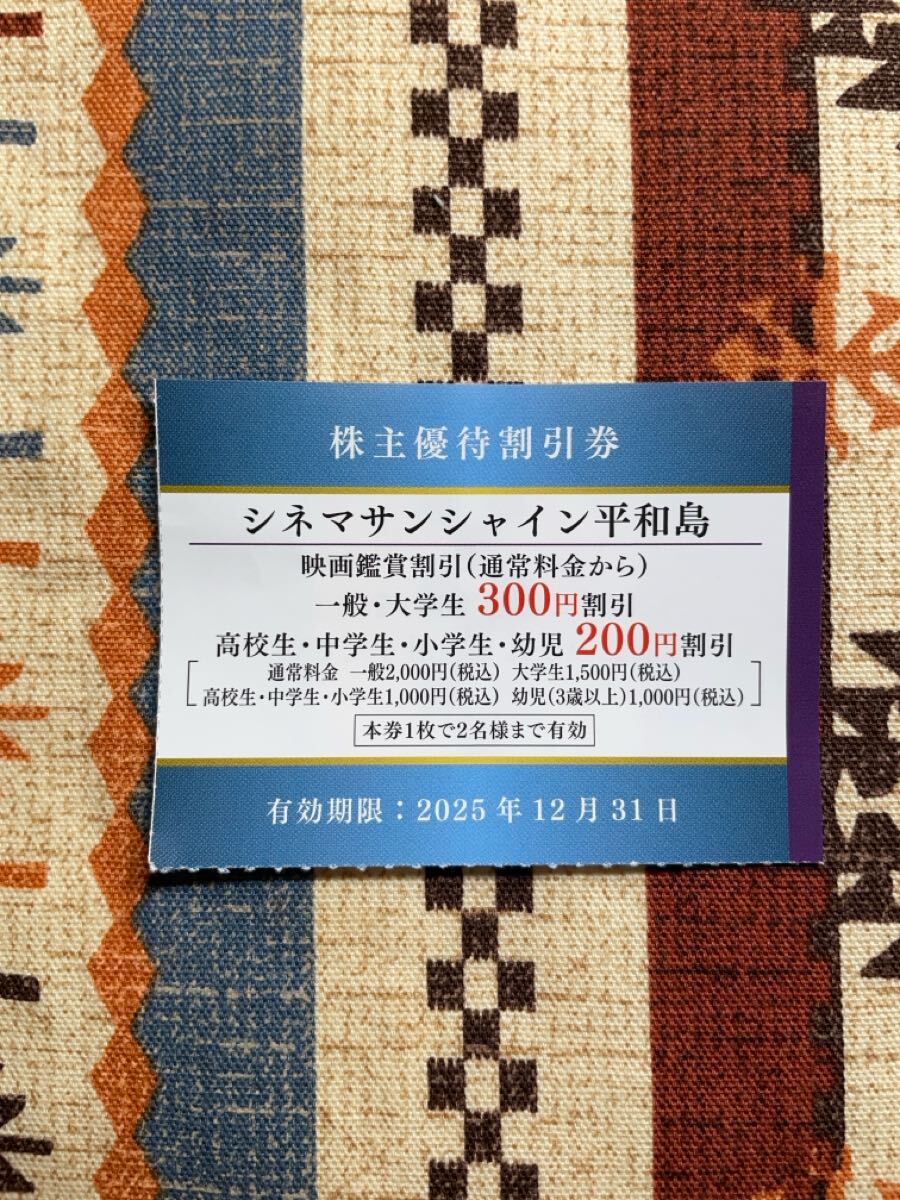 株主優待割引券
シネマサンシャイン平和島
映画鑑賞割引(通常料金から)
一般・大学生 300円割引
高校生・中学生・小学生・幼児 200円割引
通常料金 一般2,000円(税込) 大学生1,500円(税込)
高校生・中学生・小学生1,000円(税込) 幼児(3歳以上)1,000円(税込)
本券1枚で2名様まで有効
有効期限：2025年12月31日